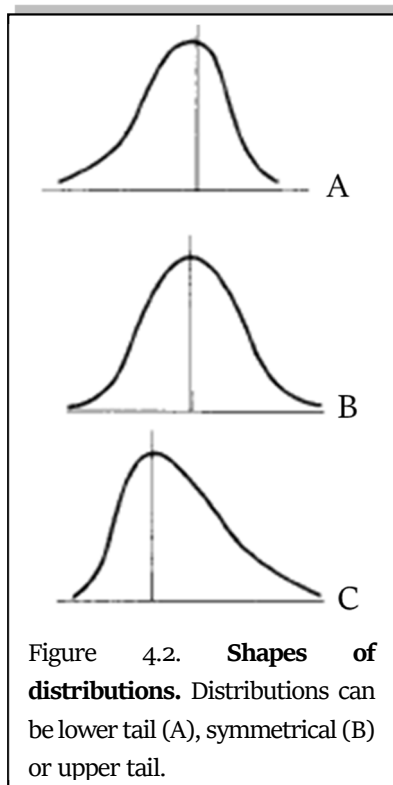 A
B
C
Figure 4.2. Shapes of
distributions. Distributions can
be lower tail (A), symmetrical (B)
or upper tail.